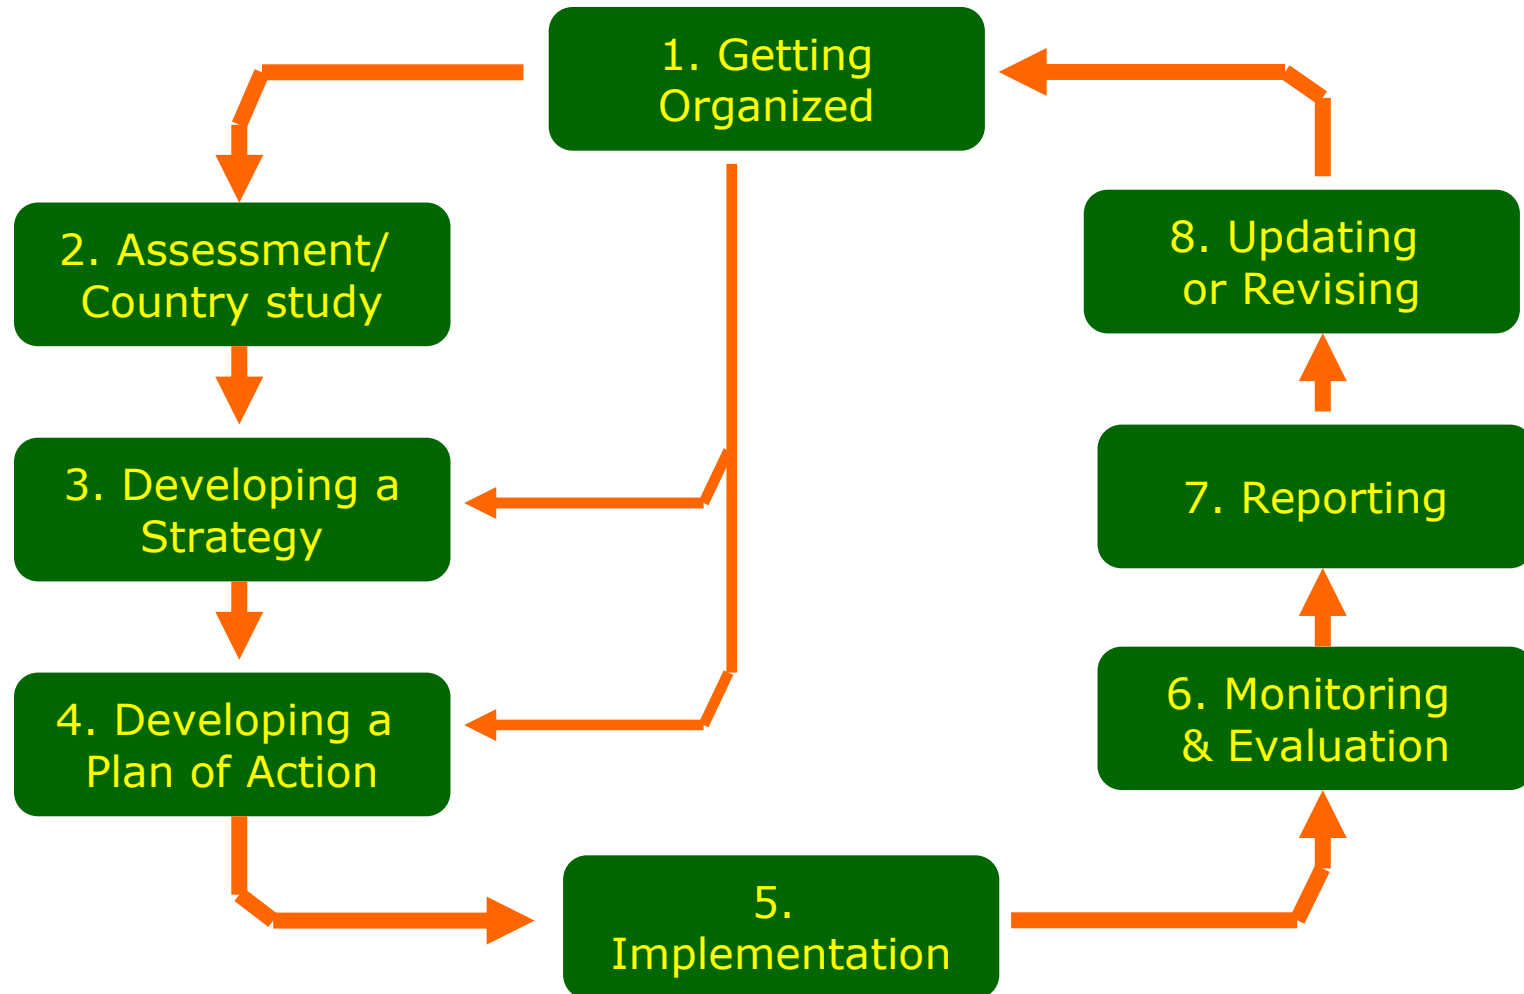 1. Getting
Organized
2. Assessment/
Country study
3. Developing a
Strategy
4. Developing a
Plan of Action
5.
Implementation
6. Monitoring
& Evaluation
7. Reporting
8. Updating
or Revising